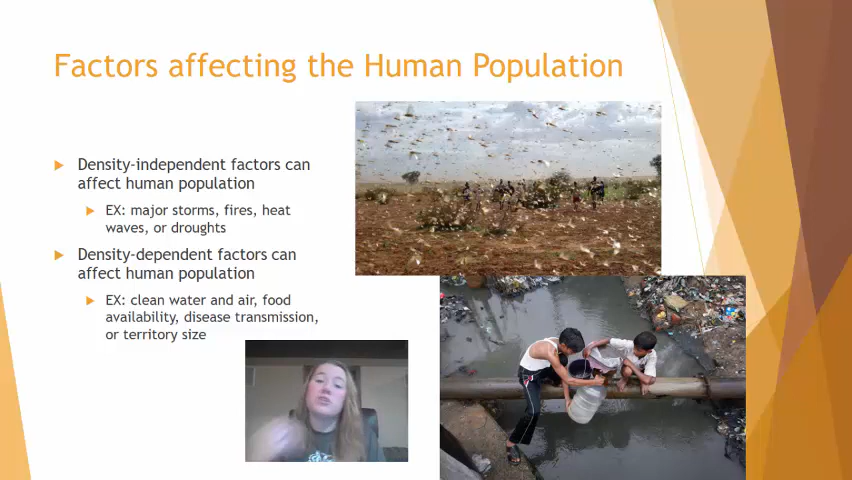 Factors affecting the Human Population
Density-independent factors can
affect human population
EX: major storms, fires, heat
waves, or droughts
Density-dependent factors can
affect human population
EX: clean water and air, food
availability, disease transmission,
or territory size